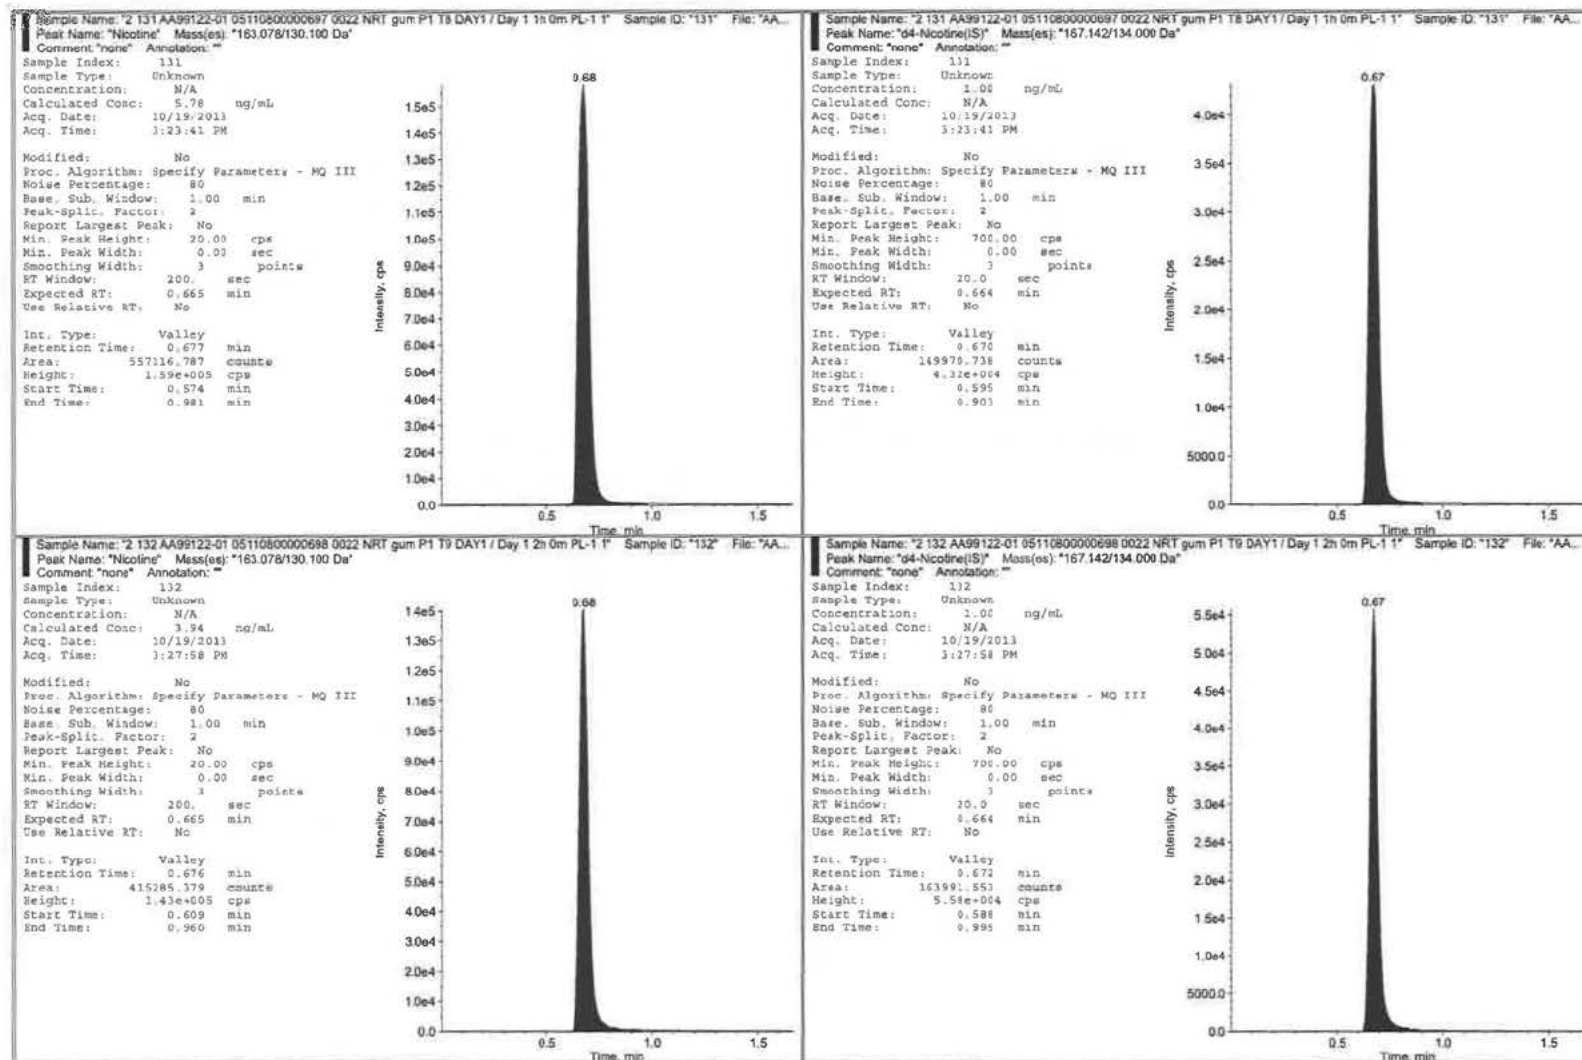 Sample Name: "2 131 AA99122-01 05110800000697 0022 NRT gum P1 T8 DAY1 / Day 1 1h 0m PL-1 1" Sample ID: "131" File: "AA...
Peak Name: "Nicotine" Mass(es): "163.078/130.100 Da"
Comment: "none" Annotation: ""
Sample Index: 131
Sample Type: Unknown
Concentration: N/A
Calculated Conc: 5.78 ng/mL
Acq. Date: 10/19/2013
Acq. Time: 3:23:41 PM
Modified: No
Proc. Algorithm: Specify Parameters - MQ III
Noise Percentage: 80
Base. Sub. Window: 1.00 min
Peak-Split. Factor: 2
Report Largest Peak: No
Min. Peak Height: 20.00 cps
Min. Peak Width: 0.00 sec
Smoothing Width: 3 points
RT Window: 200. sec
Expected RT: 0.665 min
Use Relative RT: No
Int. Type: Valley
Retention Time: 0.677 min
Area: 557116.787 counts
Height: 1.59e+005 cps
Start Time: 0.574 min
End Time: 0.981 min
0.68
Intensity, cps
1.5e5
1.4e5
1.3e5
1.2e5
1.1e5
1.0e5
9.0e4
8.0e4
7.0e4
6.0e4
5.0e4
4.0e4
3.0e4
2.0e4
1.0e4
0.0
0.5 1.0 1.5
Time, min
Sample Name: "2 131 AA99122-01 05110800000697 0022 NRT gum P1 T8 DAY1 / Day 1 1h 0m PL-1 1" Sample ID: "131" File: "AA...
Peak Name: "d4-Nicotine(IS)" Mass(es): "167.142/134.000 Da"
Comment: "none" Annotation: ""
Sample Index: 131
Sample Type: Unknown
Concentration: 1.00 ng/mL
Calculated Conc: N/A
Acq. Date: 10/19/2013
Acq. Time: 3:23:41 PM
Modified: No
Proc. Algorithm: Specify Parameters - MQ III
Noise Percentage: 80
Base. Sub. Window: 1.00 min
Peak-Split. Factor: 2
Report Largest Peak: No
Min. Peak Height: 700.00 cps
Min. Peak Width: 0.00 sec
Smoothing Width: 3 points
RT Window: 20.0 sec
Expected RT: 0.664 min
Use Relative RT: No
Int. Type: Valley
Retention Time: 0.670 min
Area: 149970.738 counts
Height: 4.32e+004 cps
Start Time: 0.595 min
End Time: 0.903 min
0.67
Intensity, cps
4.0e4
3.5e4
3.0e4
2.5e4
2.0e4
1.5e4
1.0e4
5000.0
0.0
0.5 1.0 1.5
Time, min
Sample Name: "2 132 AA99122-01 05110800000698 0022 NRT gum P1 T9 DAY1 / Day 1 2h 0m PL-1 1" Sample ID: "132" File: "AA...
Peak Name: "Nicotine" Mass(es): "163.078/130.100 Da"
Comment: "none" Annotation: ""
Sample Index: 132
Sample Type: Unknown
Concentration: N/A
Calculated Conc: 3.94 ng/mL
Acq. Date: 10/19/2013
Acq. Time: 3:27:58 PM
Modified: No
Proc. Algorithm: Specify Parameters - MQ III
Noise Percentage: 80
Base. Sub. Window: 1.00 min
Peak-Split. Factor: 2
Report Largest Peak: No
Min. Peak Height: 20.00 cps
Min. Peak Width: 0.00 sec
Smoothing Width: 3 points
RT Window: 200. sec
Expected RT: 0.665 min
Use Relative RT: No
Int. Type: Valley
Retention Time: 0.676 min
Area: 415285.379 counts
Height: 1.43e+005 cps
Start Time: 0.609 min
End Time: 0.960 min
0.68
Intensity, cps
1.4e5
1.3e5
1.2e5
1.1e5
1.0e5
9.0e4
8.0e4
7.0e4
6.0e4
5.0e4
4.0e4
3.0e4
2.0e4
1.0e4
0.0
0.5 1.0 1.5
Time, min
Sample Name: "2 132 AA99122-01 05110800000698 0022 NRT gum P1 T9 DAY1 / Day 1 2h 0m PL-1 1" Sample ID: "132" File: "AA...
Peak Name: "d4-Nicotine(IS)" Mass(es): "167.142/134.000 Da"
Comment: "none" Annotation: ""
Sample Index: 132
Sample Type: Unknown
Concentration: 1.00 ng/mL
Calculated Conc: N/A
Acq. Date: 10/19/2013
Acq. Time: 3:27:58 PM
Modified: No
Proc. Algorithm: Specify Parameters - MQ III
Noise Percentage: 80
Base. Sub. Window: 1.00 min
Peak-Split. Factor: 2
Report Largest Peak: No
Min. Peak Height: 700.00 cps
Min. Peak Width: 0.00 sec
Smoothing Width: 3 points
RT Window: 20.0 sec
Expected RT: 0.664 min
Use Relative RT: No
Int. Type: Valley
Retention Time: 0.672 min
Area: 163991.553 counts
Height: 5.58e+004 cps
Start Time: 0.588 min
End Time: 0.995 min
0.67
Intensity, cps
5.5e4
5.0e4
4.5e4
4.0e4
3.5e4
3.0e4
2.5e4
2.0e4
1.5e4
1.0e4
5000.0
0.0
0.5 1.0 1.5
Time, min